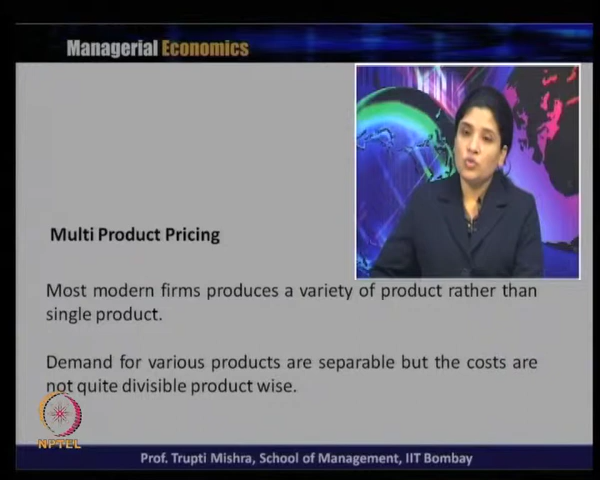 Managerial Economics
Multi Product Pricing
Most modern firms produces a variety of product rather than
single product.
Demand for various products are separable but the costs are
not quite divisible product wise.
NPTEL
Prof. Trupti Mishra, School of Management, IIT Bombay